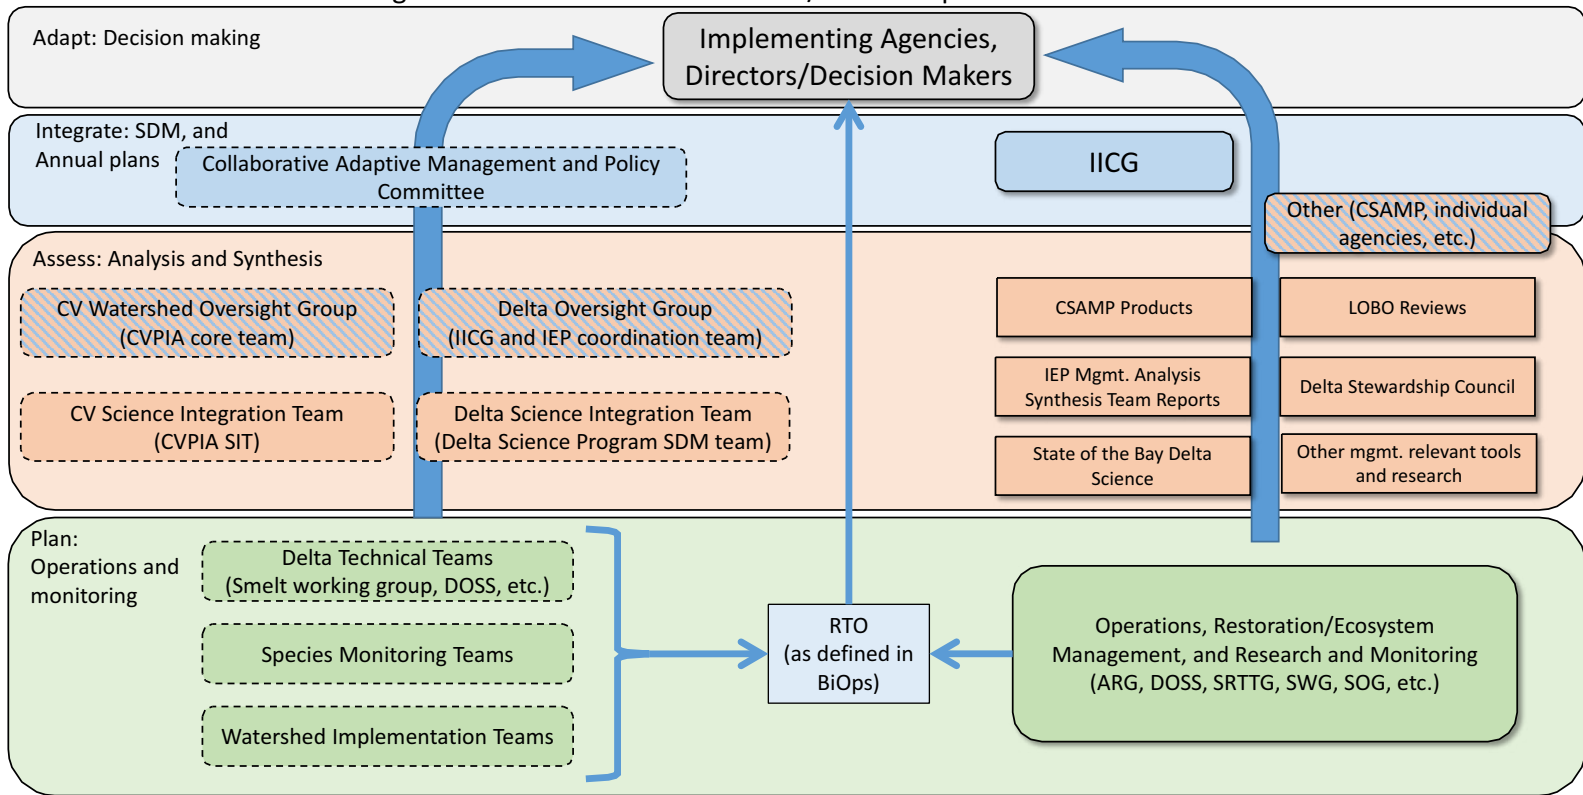 Adapt: Decision making
Implementing Agencies,
Directors/Decision Makers
Integrate: SDM, and
Annual plans
Collaborative Adaptive Management and Policy
Committee
IICG
Other (CSAMP, individual
agencies, etc.)
Assess: Analysis and Synthesis
CV Watershed Oversight Group
(CVPIA core team)
Delta Oversight Group
(IICG and IEP coordination team)
CSAMP Products
LOBO Reviews
CV Science Integration Team
(CVPIA SIT)
Delta Science Integration Team
(Delta Science Program SDM team)
IEP Mgmt. Analysis
Synthesis Team Reports
Delta Stewardship Council
State of the Bay Delta
Science
Other mgmt. relevant tools
and research
Plan:
Operations and
monitoring
Delta Technical Teams
(Smelt working group, DOSS, etc.)
Species Monitoring Teams
Watershed Implementation Teams
RTO
(as defined in
BiOps)
Operations, Restoration/Ecosystem
Management, and Research and Monitoring
(ARG, DOSS, SRTTG, SWG, SOG, etc.)